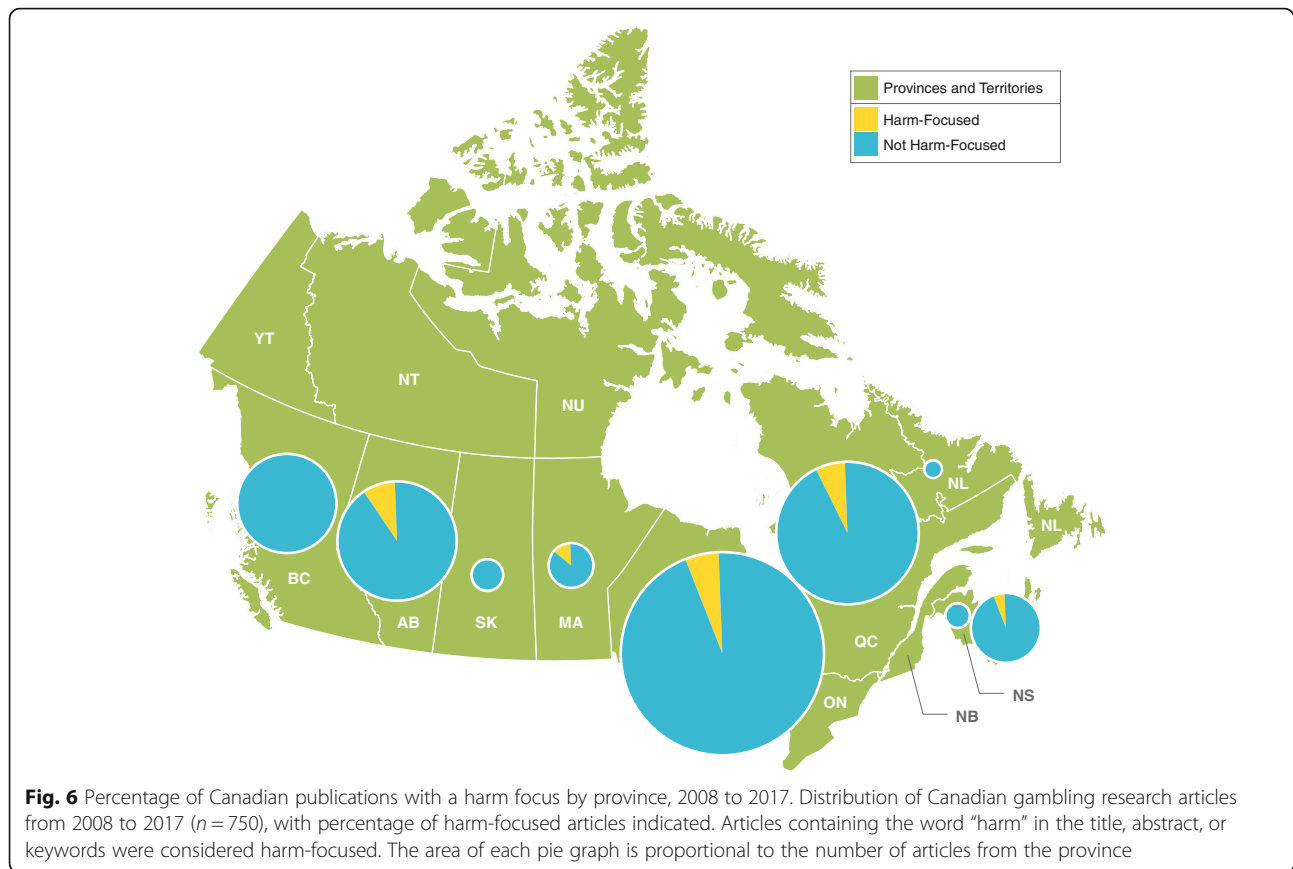 Provinces and Territories
Harm-Focused
Not Harm-Focused
YT
NT
NU
NL
NL
BC
AB
SK
MA
QC
ON
NS
NB
Fig. 6 Percentage of Canadian publications with a harm focus by province, 2008 to 2017. Distribution of Canadian gambling research articles
from 2008 to 2017 (n = 750), with percentage of harm-focused articles indicated. Articles containing the word “harm” in the title, abstract, or
keywords were considered harm-focused. The area of each pie graph is proportional to the number of articles from the province